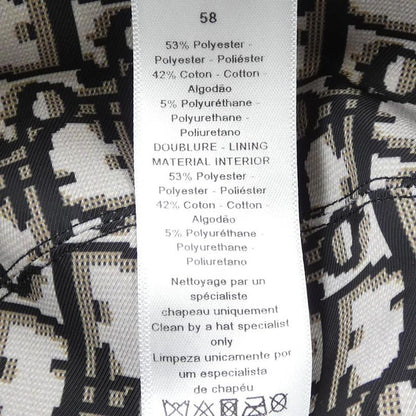 58
53% Polyester -
Polyester - Poliéster
42% Coton - Cotton -
Algodão
5% Polyuréthane -
Polyurethane -
Poliuretano
DOUBLURE - LINING
MATERIAL INTERIOR
53% Polyester -
Polyester - Poliéster
42% Coton - Cotton -
Algodão
5% Polyuréthane -
Polyurethane -
Poliuretano
Nettoyage par un
spécialiste
chapeau uniquement
Clean by a hat specialist
only
Limpeza unicamente por
um especialista
de chapéu